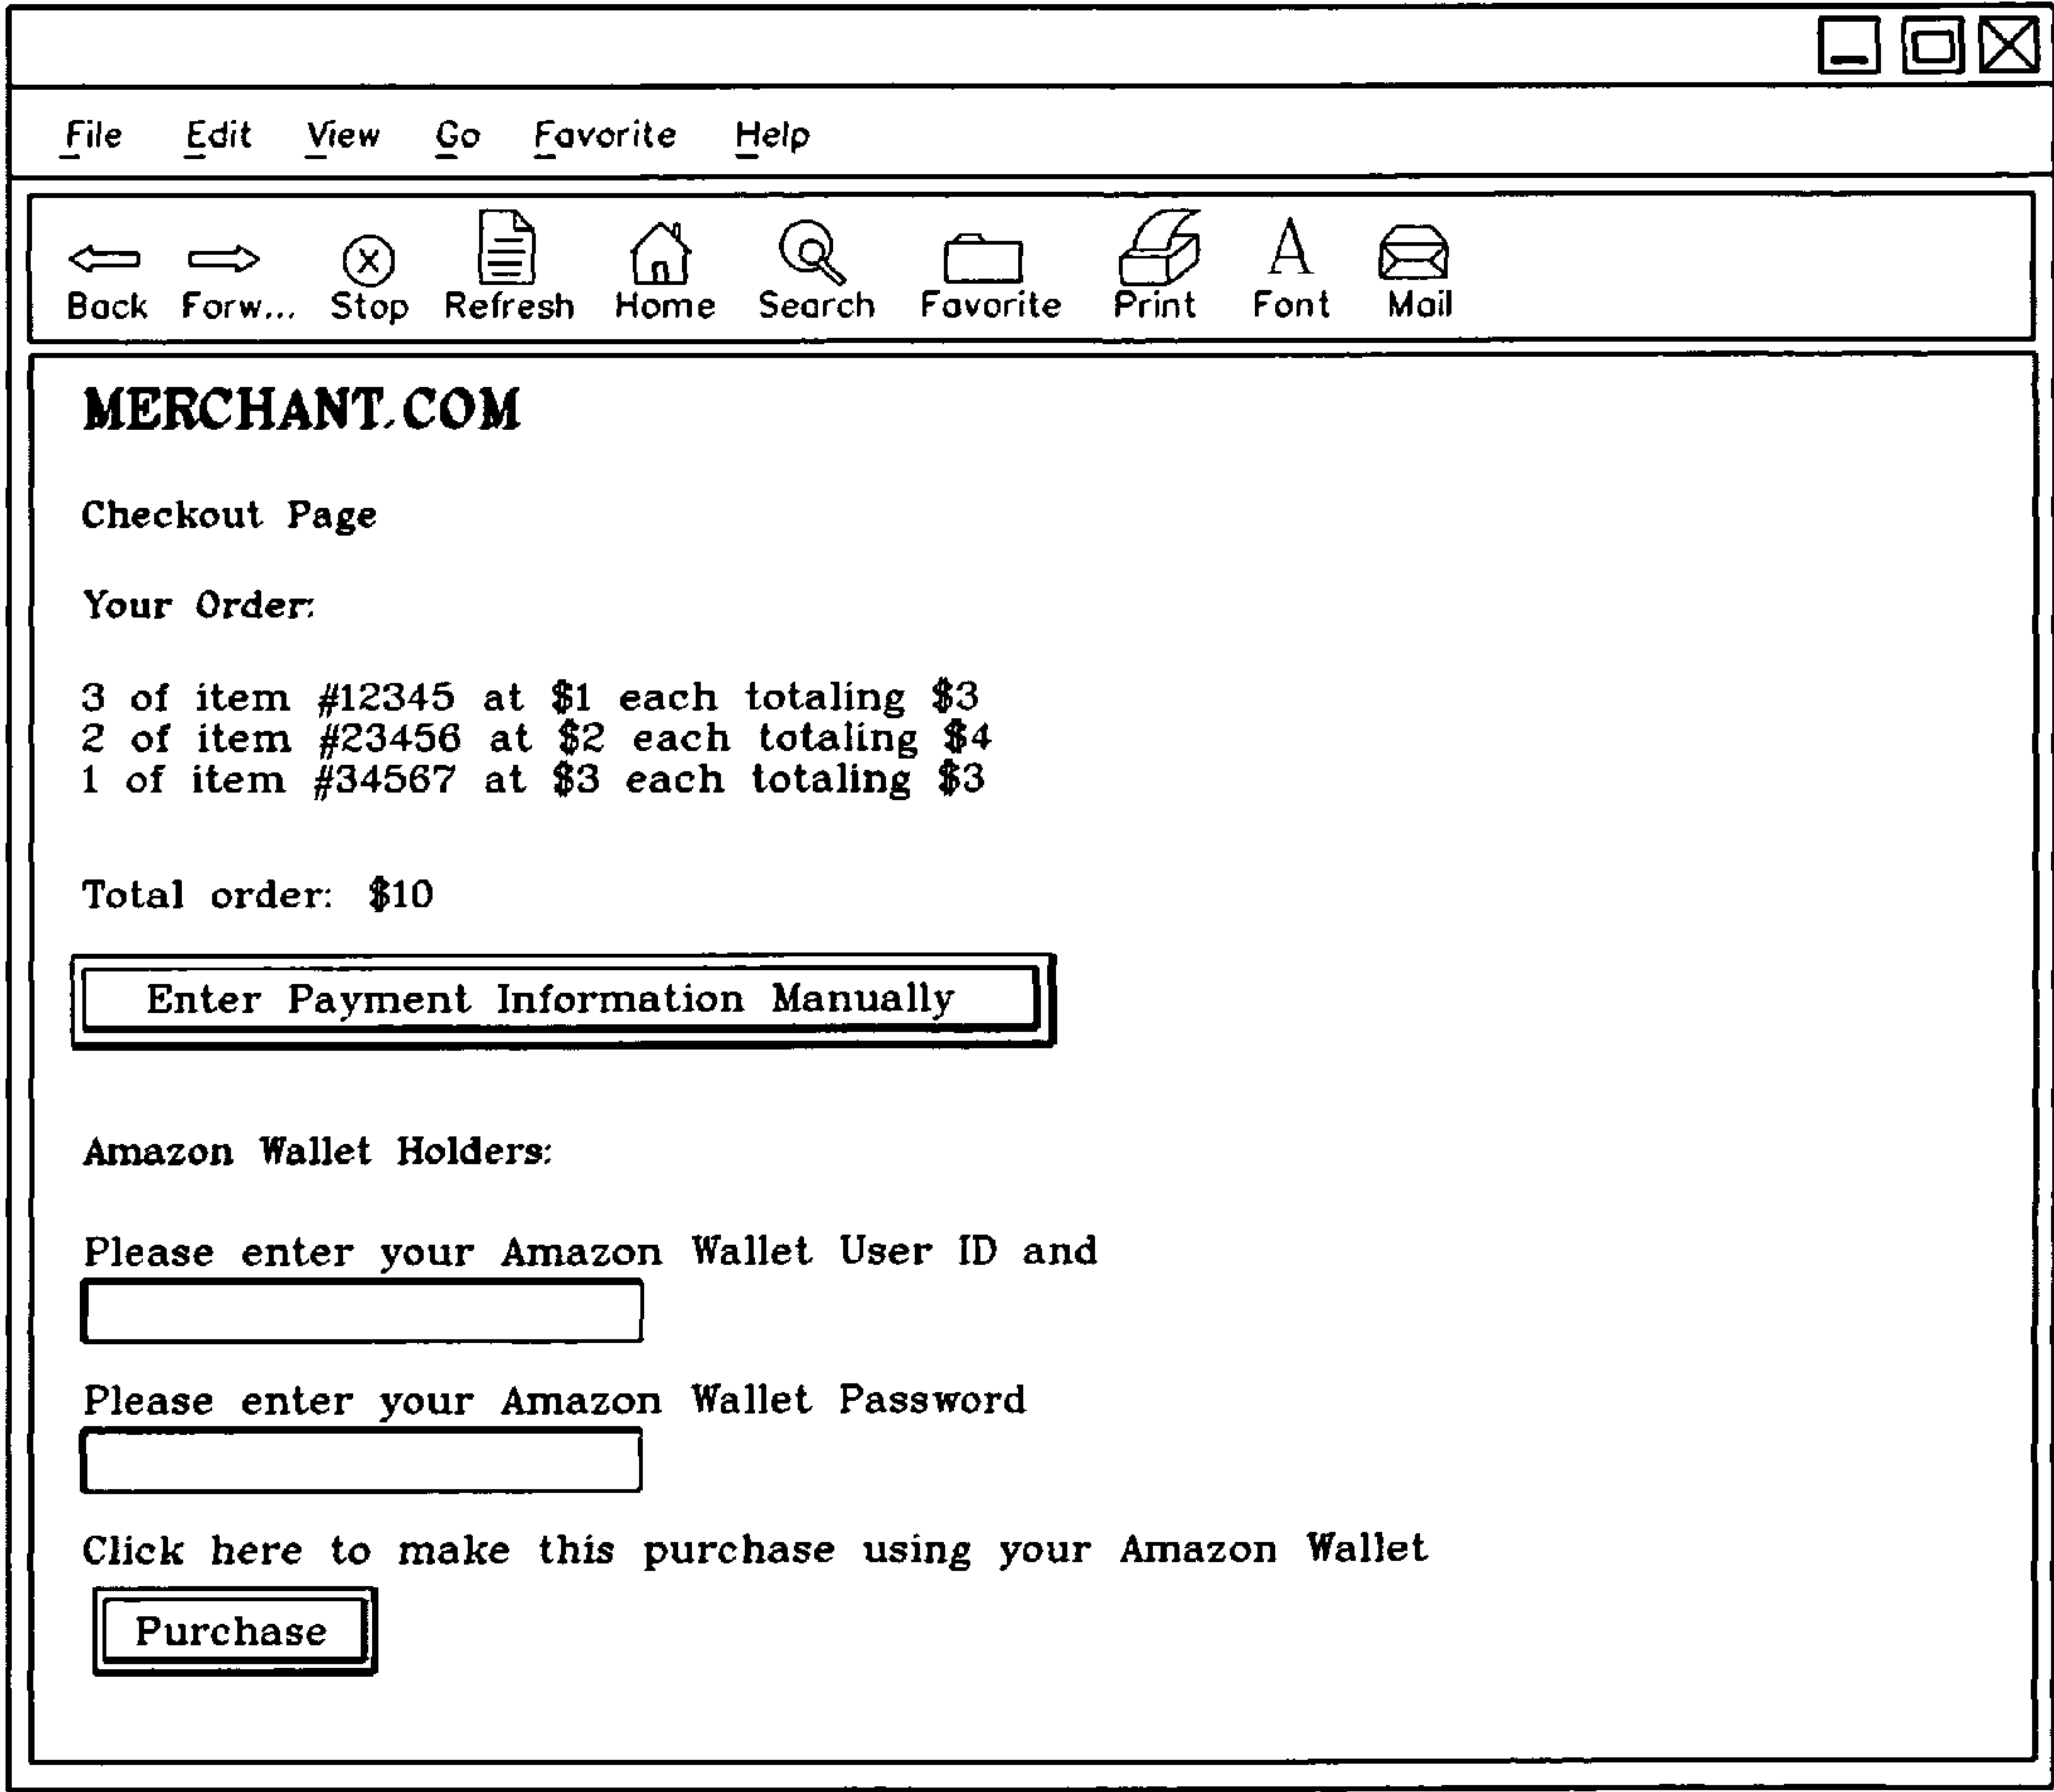 File Edit View Go Favorite Help
Back Forw... Stop Refresh Home Search Favorite Print Font Mail
MERCHANT.COM
Checkout Page
Your Order:
3 of item #12345 at $1 each totaling $3
2 of item #23456 at $2 each totaling $4
1 of item #34567 at $3 each totaling $3
Total order: $10
Enter Payment Information Manually
Amazon Wallet Holders:
Please enter your Amazon Wallet User ID and
Please enter your Amazon Wallet Password
Click here to make this purchase using your Amazon Wallet
Purchase